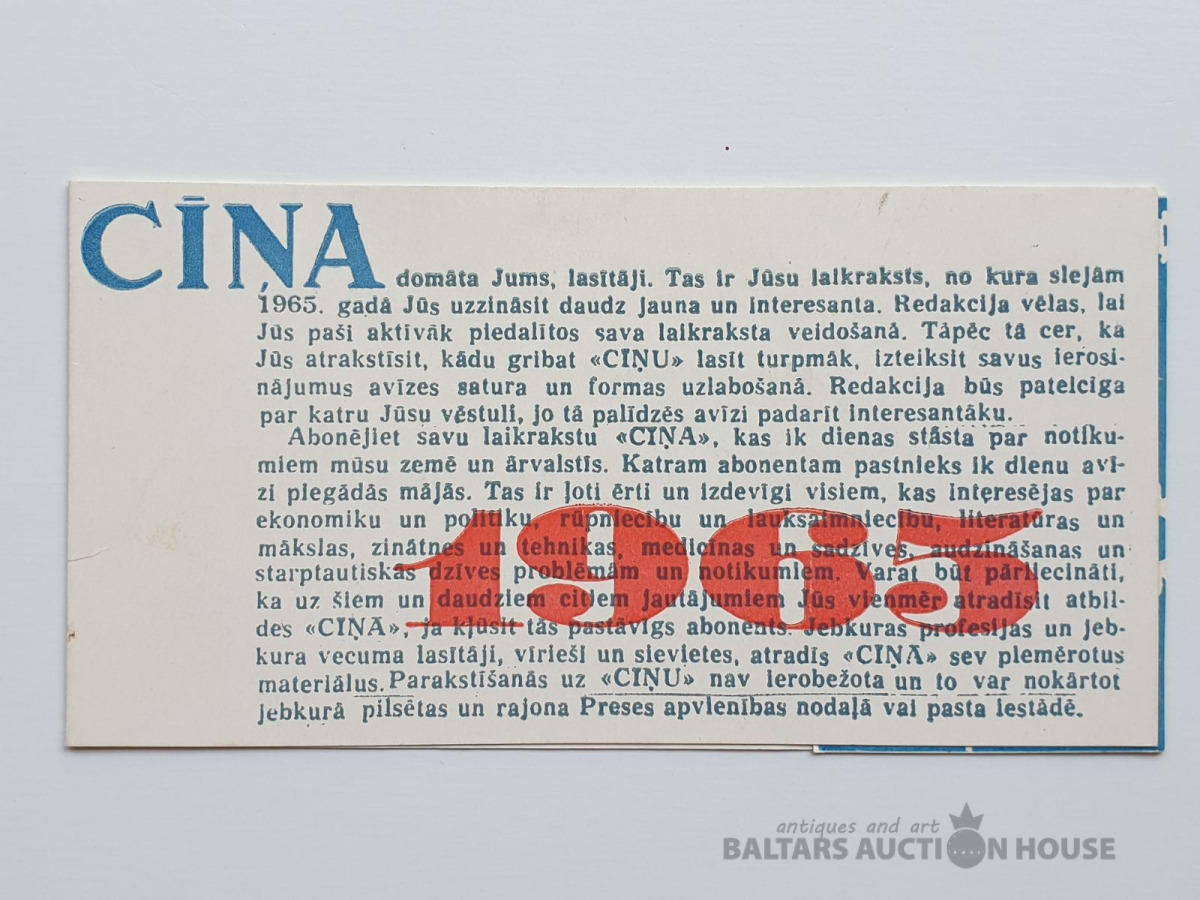 CĪŅA domāta Jums, lasītāji. Tas ir Jūsu laikraksts, no kura slejām
1965. gadā Jūs uzzināsit daudz jauna un interesanta. Redakcija vēlas, lai
Jūs paši aktīvāk piedalītos sava laikraksta veidošanā. Tāpēc tā cer, ka
Jūs atrakstīsit, kādu gribat «CĪŅU» lasīt turpmāk, izteiksit savus ierosi-
nājumus avīzes satura un formas uzlabošanā. Redakcija būs pateicīga
par katru Jūsu vēstuli, jo tā palīdzēs avīzi padarīt interesantāku.
Abonējiet savu laikrakstu «CĪŅA», kas ik dienas stāsta par notiku-
miem mūsu zemē un ārvalstīs. Katram abonentam pastnieks ik dienu avī-
zi piegādās mājās. Tas ir ļoti ērti un izdevīgi visiem, kas interesējas par
ekonomiku un politiku, rūpniecību un lauksaimniecību, literatūras un
mākslas, zinātnes un tehnikas, medicīnas un sadzīves, audzināšanas un
starptautiskās dzīves problēmām un notikumiem. Varat būt pārliecināti,
ka uz šiem un daudziem citiem jautājumiem Jūs vienmēr atradīsit atbil-
des «CĪŅA», ja kļūsit tās pastāvīgs abonents. Jebkuras profesijas un jeb-
kura vecuma lasītāji, vīrieši un sievietes, atradīs «CĪŅA» sev piemērotus
materiālus. Parakstīšanās uz «CĪŅU» nav ierobežota un to var nokārtot
jebkurā pilsētas un rajona Preses apvienības nodaļā vai pasta iestādē.
1965
antiques and art
BALTARS AUCTION HOUSE